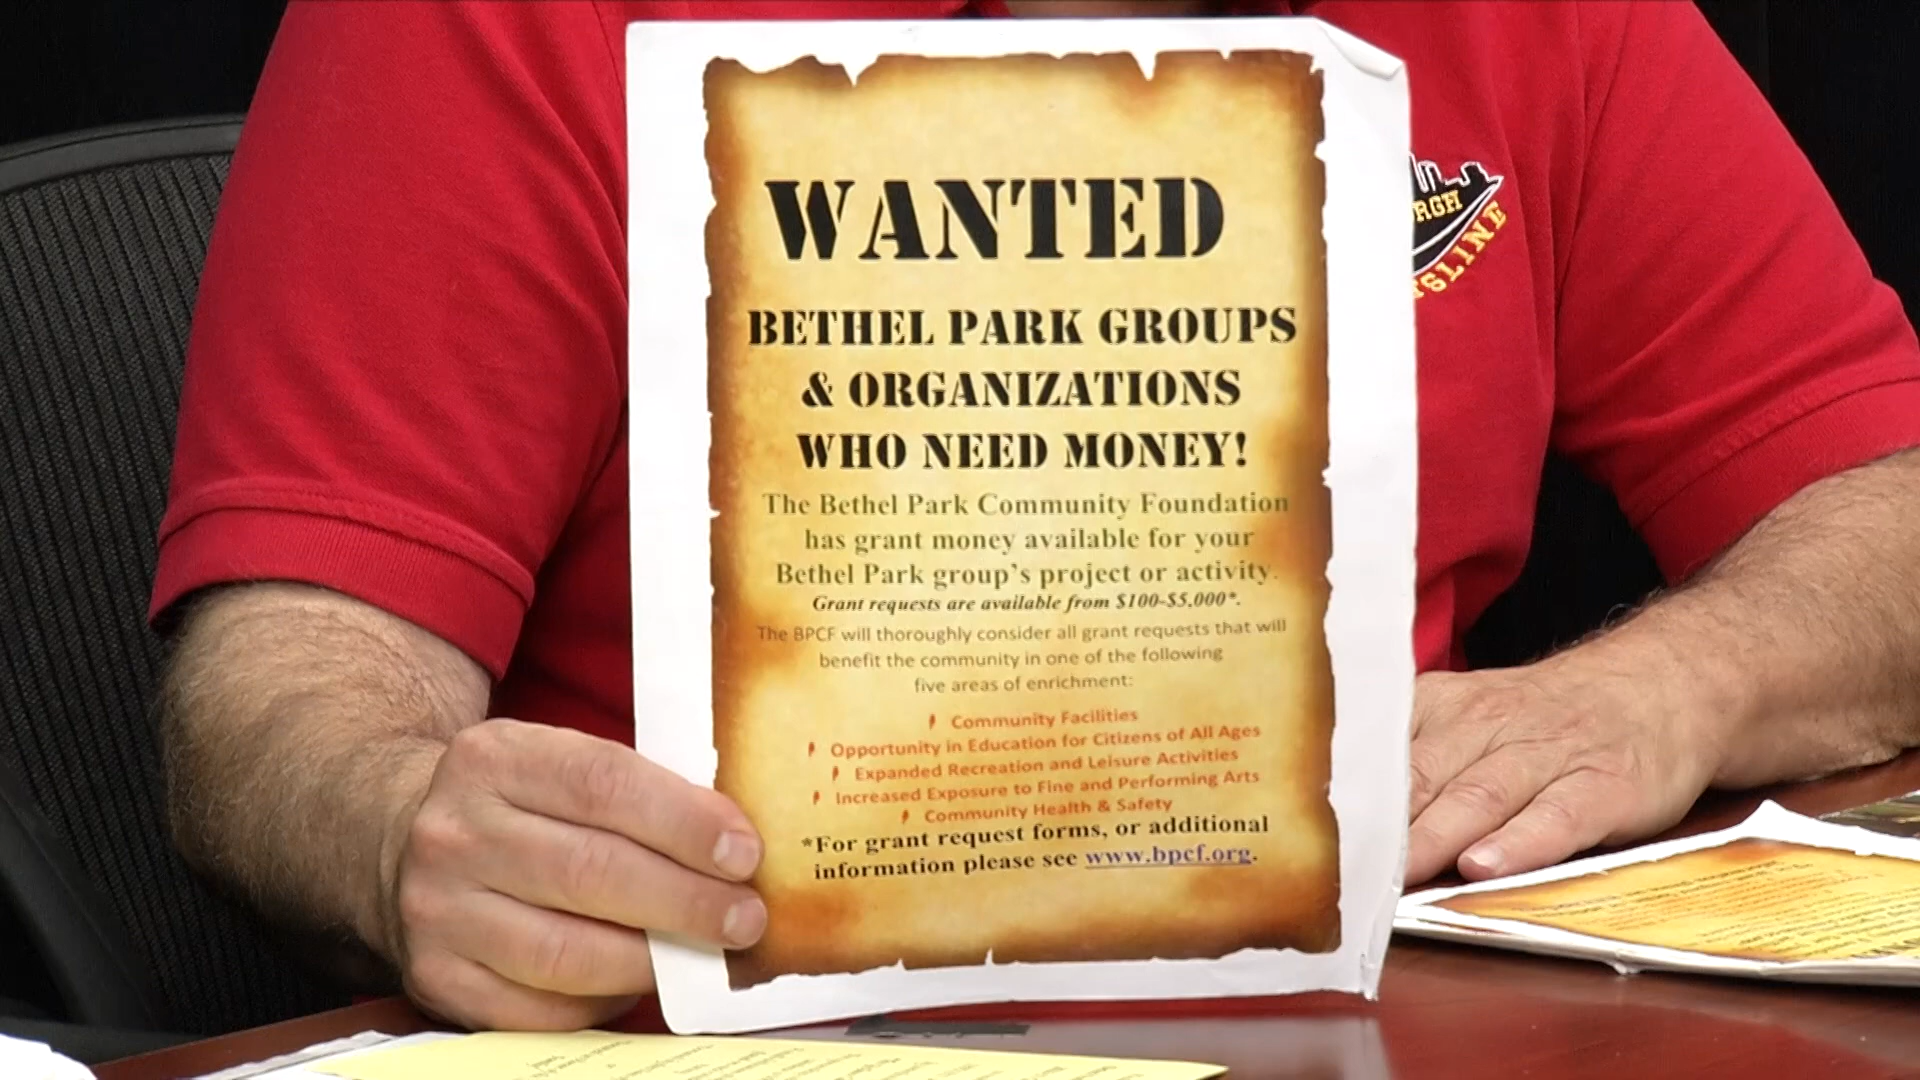 WANTED
BETHEL PARK GROUPS
& ORGANIZATIONS
WHO NEED MONEY!
The Bethel Park Community Foundation
has grant money available for your
Bethel Park group's project or activity.
Grant requests are available from $100-$5,000*.
The BPCF will thoroughly consider all grant requests that will
benefit the community in one of the following
five areas of enrichment:
Community Facilities
Opportunity in Education for Citizens of All Ages
Expanded Recreation and Leisure Activities
Increased Exposure to Fine and Performing Arts
Community Health & Safety
*For grant request forms, or additional
information please see www.bpcf.org.
RGH
SLINE